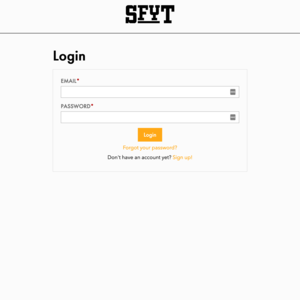 SFYT
Login
EMAIL*
PASSWORD*
Login
Forgot your password?
Don't have an account yet? Sign up!